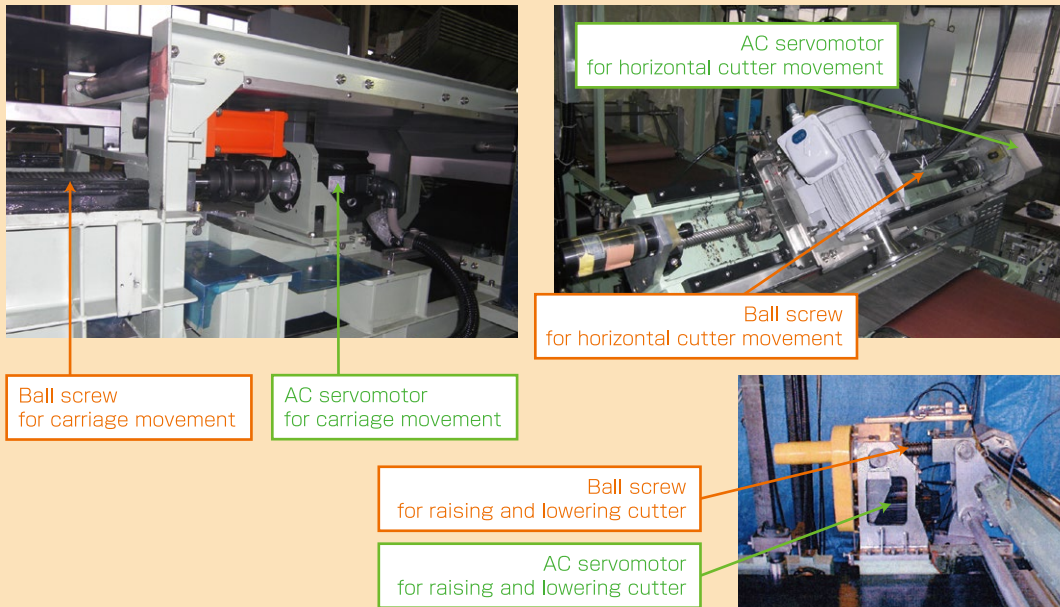 AC servomotor
for horizontal cutter movement
Ball screw
for horizontal cutter movement
Ball screw
for carriage movement
AC servomotor
for carriage movement
Ball screw
for raising and lowering cutter
AC servomotor
for raising and lowering cutter